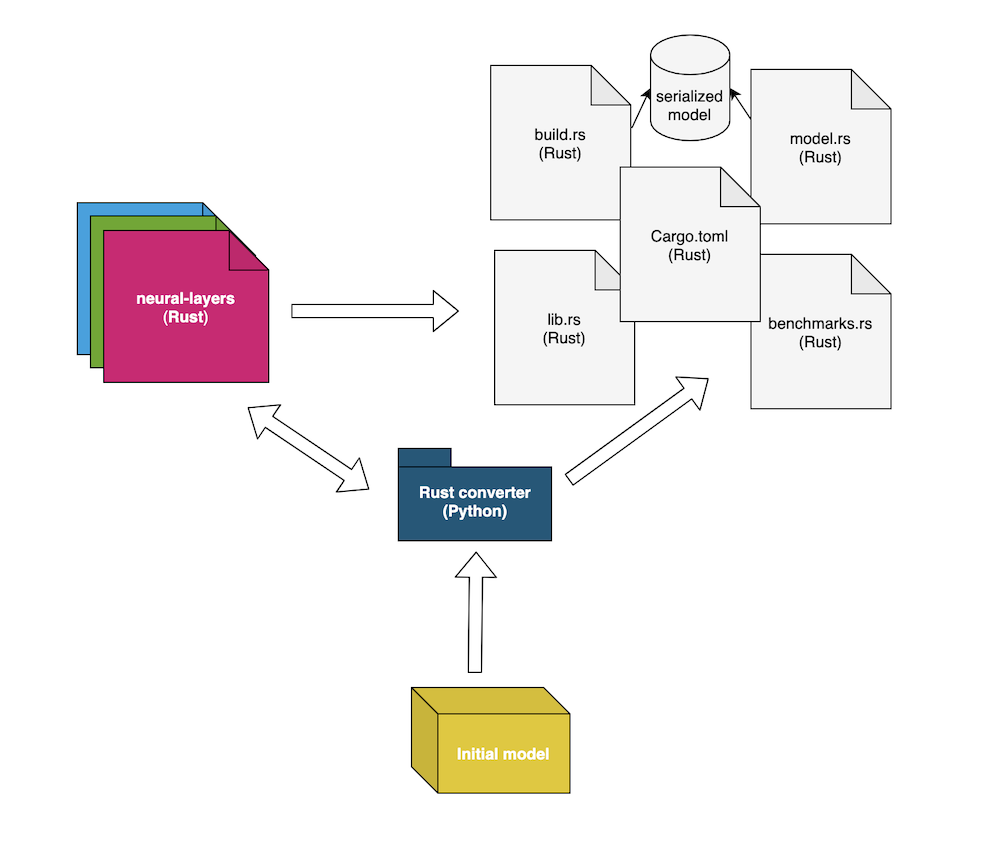 serialized
model
build.rs
(Rust)
model.rs
(Rust)
Cargo.toml
(Rust)
neural-layers
(Rust)
lib.rs
(Rust)
benchmarks.rs
(Rust)
Rust converter
(Python)
Initial model